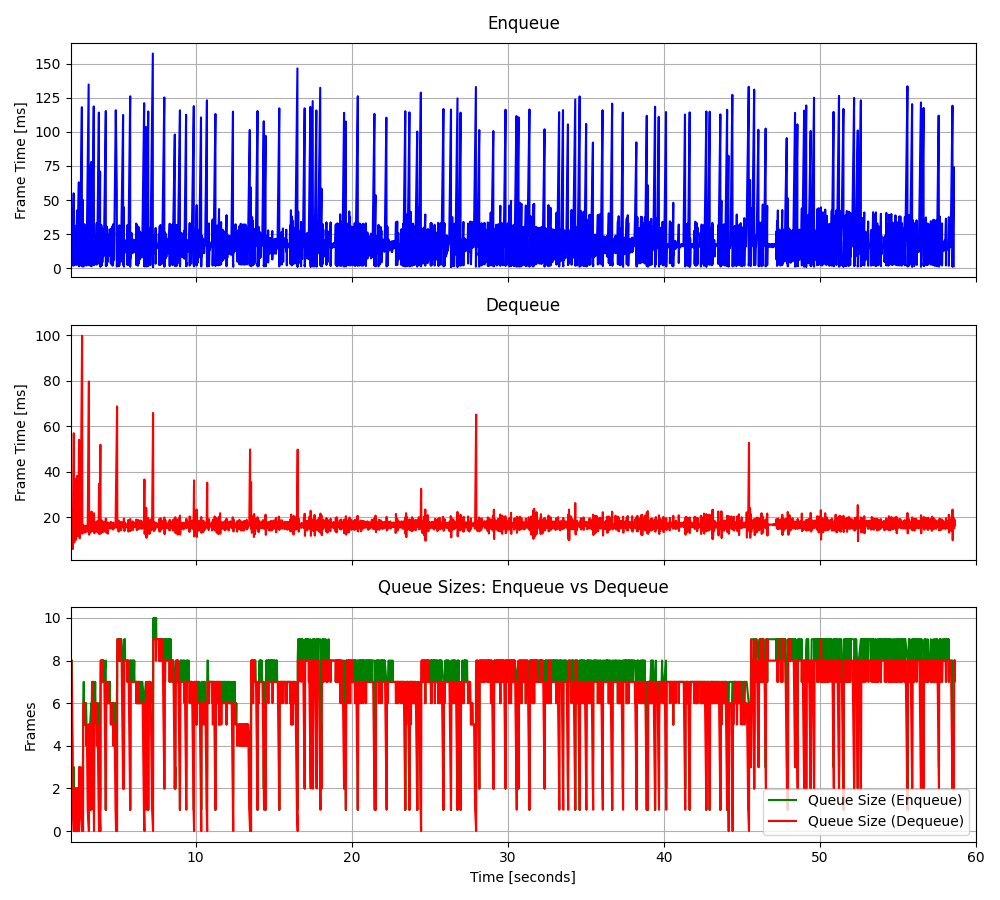 Enqueue
150
125
100
75
50
25
0
Frame Time [ms]
Dequeue
100
80
60
40
20
Frame Time [ms]
Queue Sizes: Enqueue vs Dequeue
10
8
6
4
2
0
Frames
Queue Size (Enqueue)
Queue Size (Dequeue)
10 20 30 40 50 60
Time [seconds]